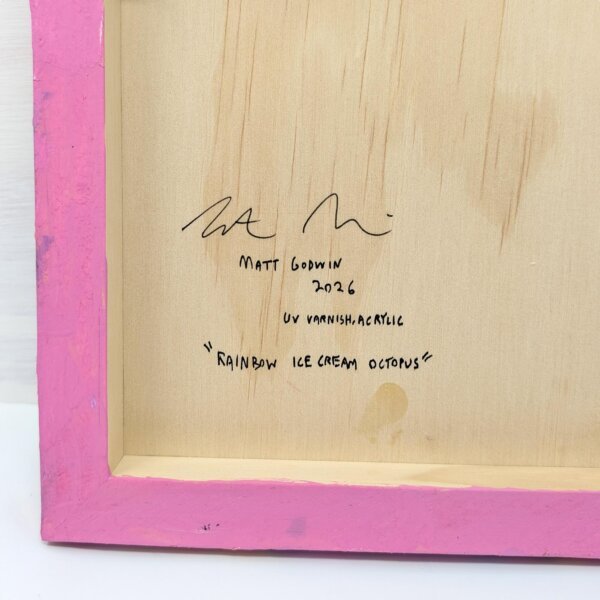 MATT GODWIN
2026
UV VARNISH, ACRYLIC
"RAINBOW ICE CREAM OCTOPUS"